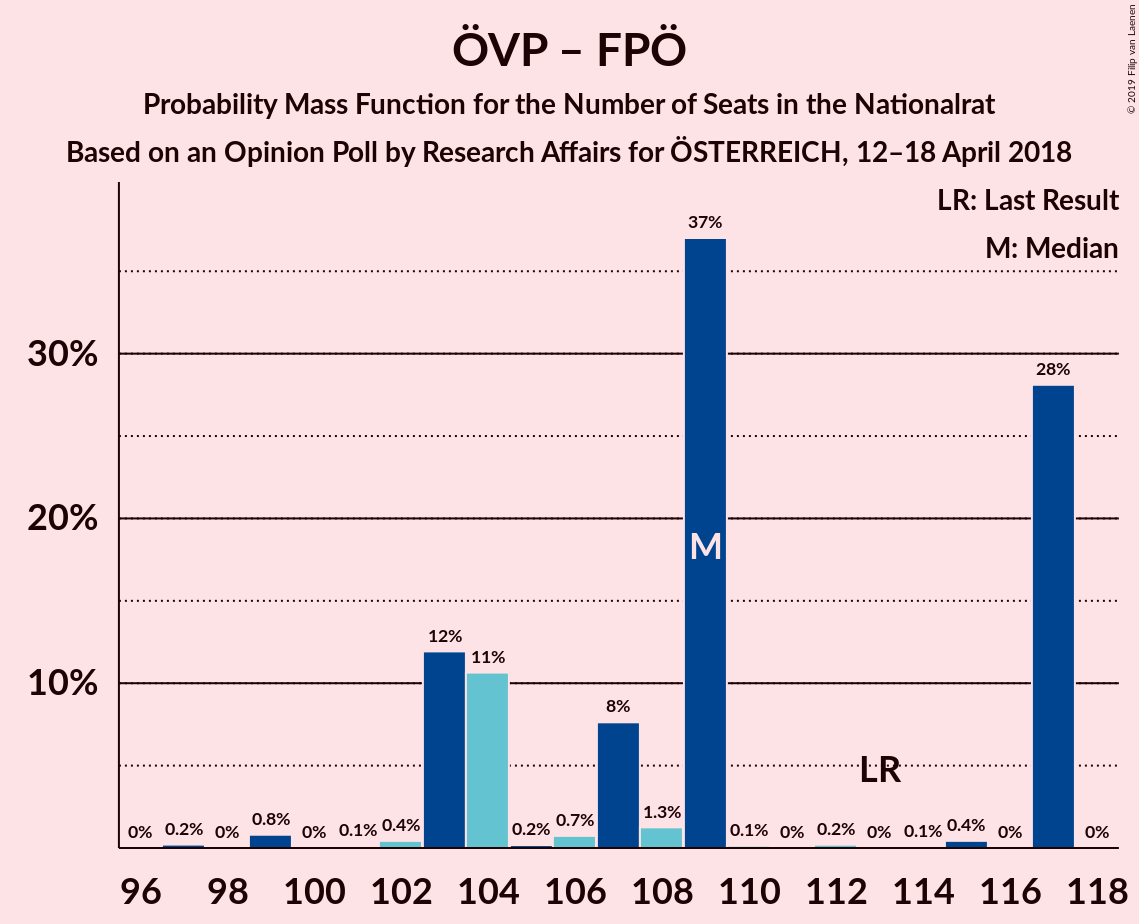 ÖVP – FPÖ
Probability Mass Function for the Number of Seats in the Nationalrat
Based on an Opinion Poll by Research Affairs for ÖSTERREICH, 12–18 April 2018
© 2019 Filip van Laenen
LR: Last Result
M: Median
37%
30%
28%
20%
M
12%
11%
10%
8%
LR
0% 0.2% 0% 0.8% 0% 0.1% 0.4% 0.2% 0.7% 1.3% 0.1% 0% 0.2% 0% 0.1% 0.4% 0% 0%
96 98 100 102 104 106 108 110 112 114 116 118